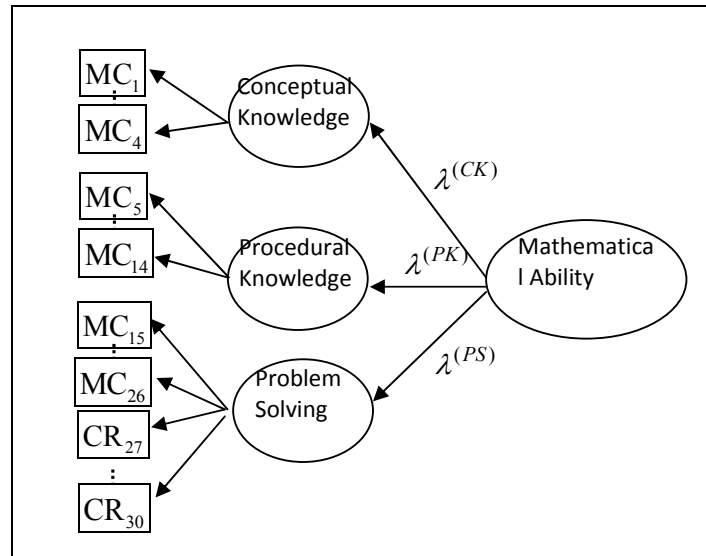 MC₁
⋮
MC₄
Conceptual
Knowledge
λ⁽ᶜᴷ⁾
MC₅
⋮
MC₁₄
Procedural
Knowledge
λ⁽ᴾᴷ⁾
Mathematica
l Ability
MC₁₅
⋮
MC₂₆
CR₂₇
⋮
CR₃₀
Problem
Solving
λ⁽ᴾˢ⁾